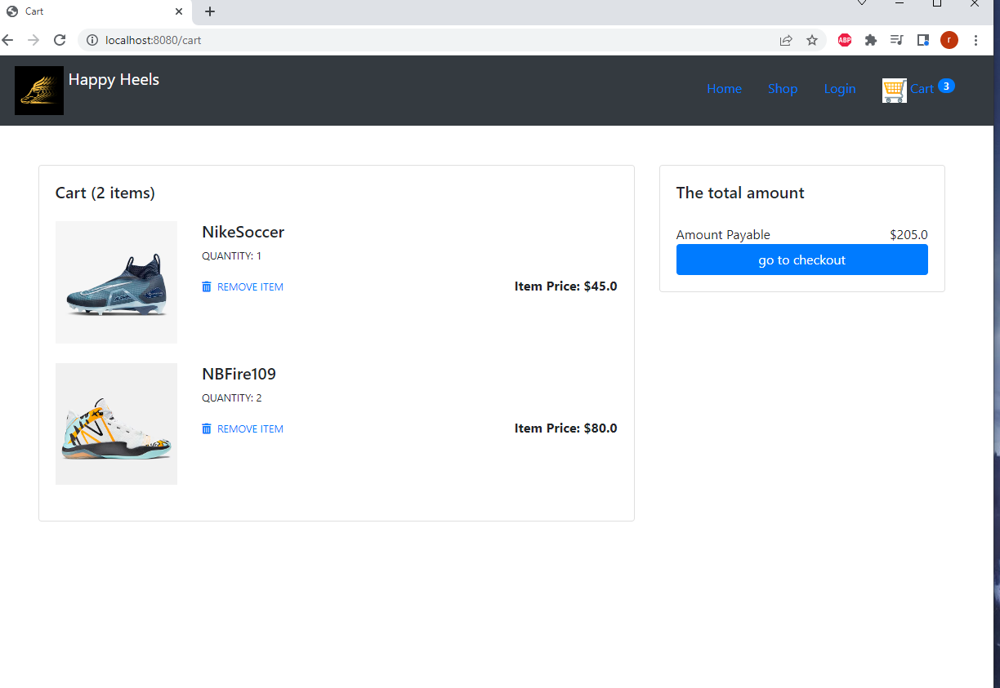 Cart
localhost:8080/cart
ABP
r
Happy Heels
Home
Shop
Login
Cart 3
Cart (2 items)
NikeSoccer
QUANTITY: 1
REMOVE ITEM
Item Price: $45.0
NBFire109
QUANTITY: 2
REMOVE ITEM
Item Price: $80.0
The total amount
Amount Payable $205.0
go to checkout